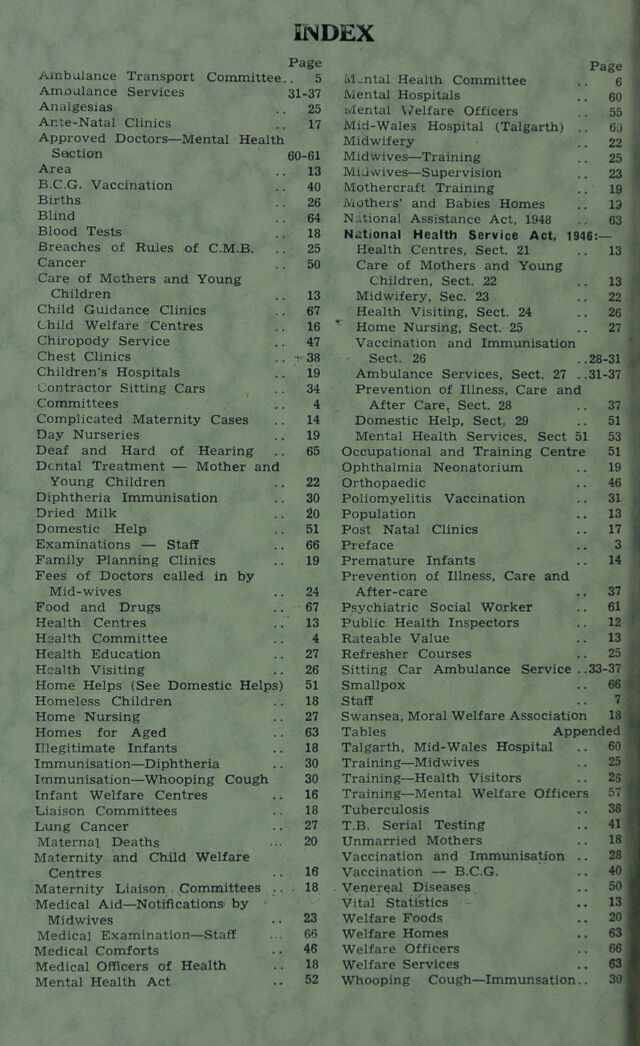 INDEX
Page
Ambulance Transport Committee.. 5
Ambulance Services 31-37
Analgesias .. 25
Ante-Natal Clinics .. 17
Approved Doctors—Mental Health
Section 60-61
Area .. 13
B.C.G. Vaccination .. 40
Births .. 26
Blind .. 64
Blood Tests .. 18
Breaches of Rules of C.M.B. .. 25
Cancer .. 50
Care of Mothers and Young
Children .. 13
Child Guidance Clinics .. 67
Child Welfare Centres .. 16
Chiropody Service .. 47
Chest Clinics .. 38
Children's Hospitals .. 19
Contractor Sitting Cars .. 34
Committees .. 4
Complicated Maternity Cases .. 14
Day Nurseries .. 19
Deaf and Hard of Hearing .. 65
Dental Treatment — Mother and
Young Children .. 22
Diphtheria Immunisation .. 30
Dried Milk .. 20
Domestic Help .. 51
Examinations — Staff .. 66
Family Planning Clinics .. 19
Fees of Doctors called in by
Mid-wives .. 24
Food and Drugs .. 67
Health Centres .. 13
Health Committee .. 4
Health Education .. 27
Health Visiting .. 26
Home Helps (See Domestic Helps) 51
Homeless Children .. 18
Home Nursing .. 27
Homes for Aged .. 63
Illegitimate Infants .. 18
Immunisation—Diphtheria .. 30
Immunisation—Whooping Cough 30
Infant Welfare Centres .. 16
Liaison Committees .. 18
Lung Cancer .. 27
Maternal Deaths ... 20
Maternity and Child Welfare
Centres .. 16
Maternity Liaison Committees .. 18
Medical Aid—Notifications by
Midwives .. 23
Medical Examination—Staff ... 66
Medical Comforts .. 46
Medical Officers of Health .. 18
Mental Health Act .. 52
Page
Mental Health Committee .. 6
Mental Hospitals .. 60
Mental Welfare Officers .. 55
Mid-Wales Hospital (Talgarth) .. 60
Midwifery .. 22
Midwives—Training .. 25
Midwives—Supervision .. 23
Mothercraft Training .. 19
Mothers' and Babies Homes .. 19
National Assistance Act, 1948 .. 63
National Health Service Act, 1946:—
Health Centres, Sect. 21 .. 13
Care of Mothers and Young
Children, Sect. 22 .. 13
Midwifery, Sec. 23 .. 22
Health Visiting, Sect. 24 .. 26
Home Nursing, Sect. 25 .. 27
Vaccination and Immunisation
Sect. 26 ..28-31
Ambulance Services, Sect. 27 ..31-37
Prevention of Illness, Care and
After Care, Sect. 28 .. 37
Domestic Help, Sect. 29 .. 51
Mental Health Services, Sect 51 53
Occupational and Training Centre 51
Ophthalmia Neonatorium .. 19
Orthopaedic .. 46
Poliomyelitis Vaccination .. 31
Population .. 13
Post Natal Clinics .. 17
Preface .. 3
Premature Infants .. 14
Prevention of Illness, Care and
After-care .. 37
Psychiatric Social Worker .. 61
Public Health Inspectors .. 12
Rateable Value .. 13
Refresher Courses .. 25
Sitting Car Ambulance Service ..33-37
Smallpox .. 66
Staff .. 7
Swansea, Moral Welfare Association 18
Tables Appended
Talgarth, Mid-Wales Hospital .. 60
Training—Midwives .. 25
Training—Health Visitors ..
Training—Mental Welfare Officers 57
Tuberculosis .. 38
T.B. Serial Testing .. 41
Unmarried Mothers .. 18
Vaccination and Immunisation .. 28
Vaccination — B.C.G. .. 40
Venereal Diseases .. 50
Vital Statistics .. 13
Welfare Foods .. 20
Welfare Homes .. 63
Welfare Officers .. 66
Welfare Services .. 63
Whooping Cough—Immunsation.. 30